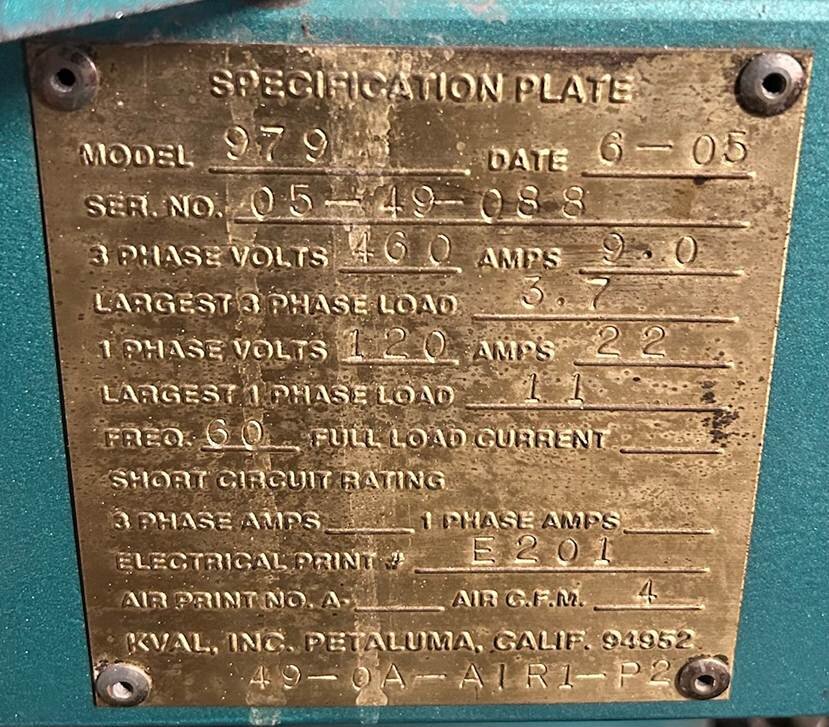 SPECIFICATION PLATE
MODEL 979 DATE 6-05
SER. NO. 05-49-088
3 PHASE VOLTS 460 AMPS 9.0
LARGEST 3 PHASE LOAD 3.7
1 PHASE VOLTS 120 AMPS 22
LARGEST 1 PHASE LOAD 11
FREQ. 60 FULL LOAD CURRENT
SHORT CIRCUIT RATING
3 PHASE AMPS 1 PHASE AMPS
ELECTRICAL PRINT # E201
AIR PRINT NO. A- AIR C.F.M. 4
KVAL, INC. PETALUMA, CALIF. 94952
49-0A-AIR1-P2